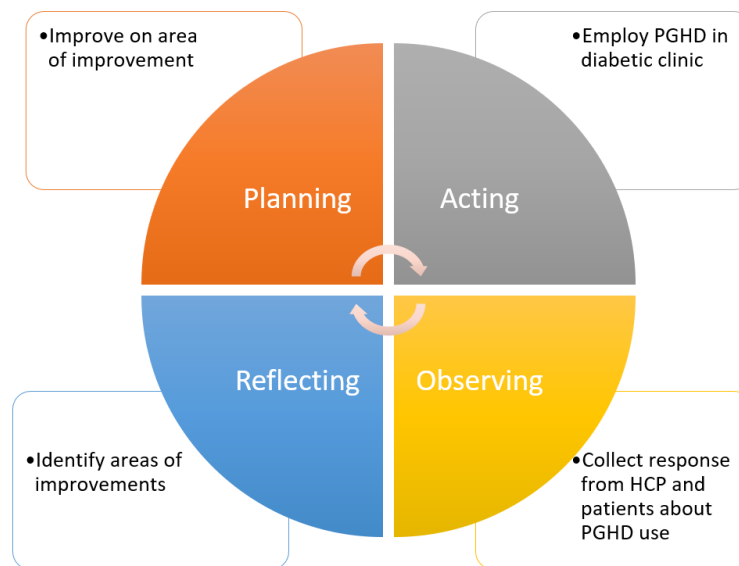 •Improve on area
of improvement
•Employ PGHD in
diabetic clinic
Planning
Acting
Reflecting
Observing
•Identify areas of
improvements
•Collect response
from HCP and
patients about
PGHD use